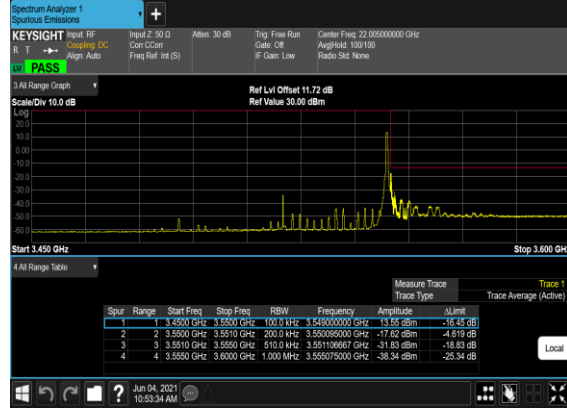 Spectrum Analyzer 1
Spurious Emissions
KEYSIGHT Input: RF Input Z: 50 Ω Atten: 30 dB Trig: Free Run Center Freq: 22.005000000 GHz
R T Coupling: DC Corr CCorr Gate: Off Avg|Hold: 100/100
Align: Auto Freq Ref: Int (S) IF Gain: Low Radio Std: None
PASS
3 All Range Graph
Ref Lvl Offset 11.72 dB
Scale/Div 10.0 dB Ref Value 30.00 dBm
Log
20.0
10.0
0.00
-10.0
-20.0
-30.0
-40.0
-50.0
-60.0
Start 3.450 GHz Stop 3.600 GHz
4 All Range Table
Measure Trace Trace 1
Trace Type Trace Average (Active)
Spur Range Start Freq Stop Freq RBW Frequency Amplitude ΔLimit
1 1 3.4500 GHz 3.5500 GHz 100.0 kHz 3.549000000 GHz 13.55 dBm -16.45 dB
2 2 3.5500 GHz 3.5510 GHz 200.0 kHz 3.550095000 GHz -17.62 dBm -4.619 dB
3 3 3.5510 GHz 3.5550 GHz 510.0 kHz 3.551106667 GHz -31.83 dBm -18.83 dB
4 4 3.5550 GHz 3.6000 GHz 1.000 MHz 3.555075000 GHz -38.34 dBm -25.34 dB
Local
? Jun 04, 2021
10:53:34 AM